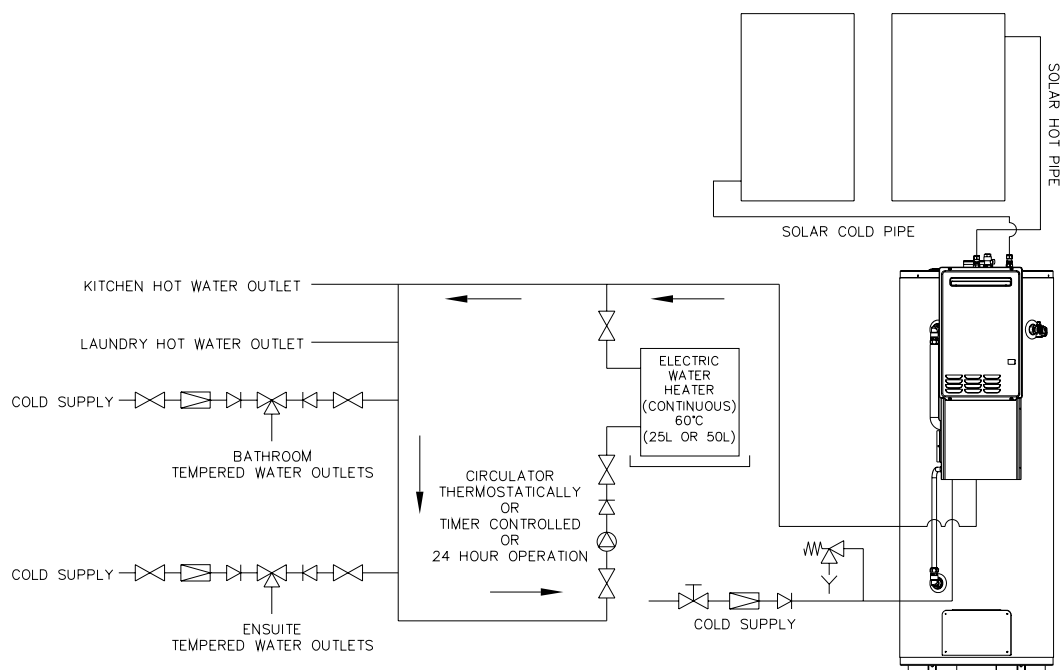 SOLAR HOT PIPE
SOLAR COLD PIPE
KITCHEN HOT WATER OUTLET
LAUNDRY HOT WATER OUTLET
ELECTRIC
WATER
HEATER
(CONTINUOUS)
60°C
(25L OR 50L)
COLD SUPPLY
BATHROOM
TEMPERED WATER OUTLETS
CIRCULATOR
THERMOSTATICALLY
OR
TIMER CONTROLLED
OR
24 HOUR OPERATION
COLD SUPPLY
COLD SUPPLY
ENSUITE
TEMPERED WATER OUTLETS